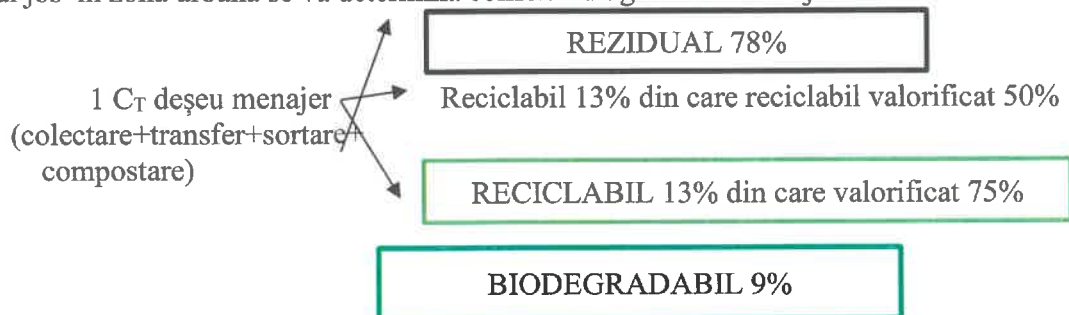 REZIDUAL 78%
1 C_T deşeu menajer
Reciclabil 13% din care reciclabil valorificat 50%
(colectare+transfer+sortare+
compostare)
RECICLABIL 13% din care valorificat 75%
BIODEGRADABIL 9%